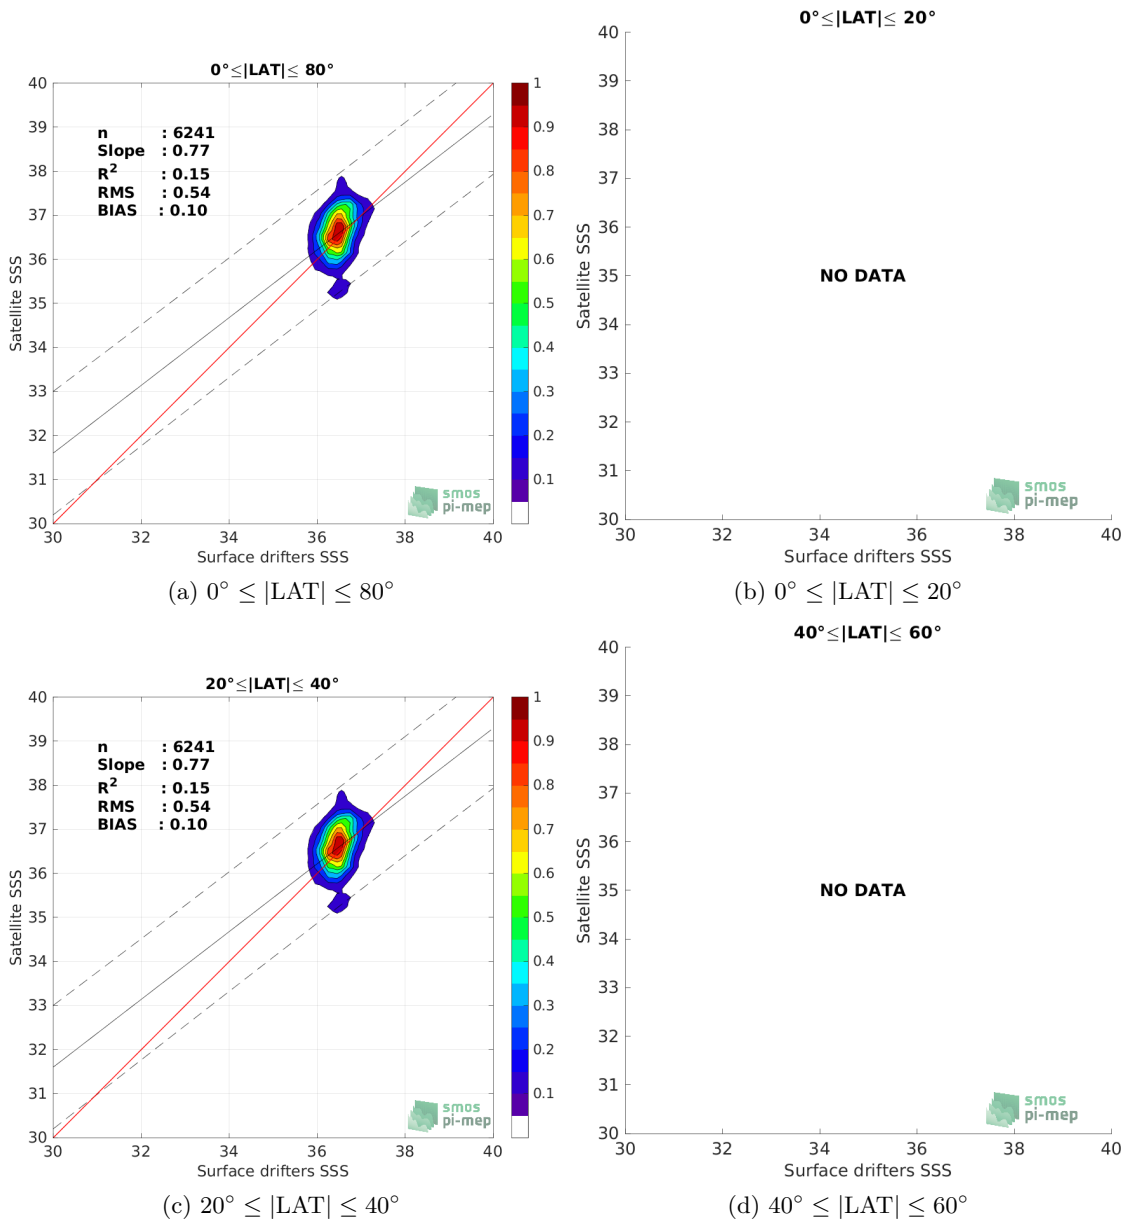 0°≤|LAT|≤ 80°
n : 6241
Slope : 0.77
R² : 0.15
RMS : 0.54
BIAS : 0.10
40
39
38
37
36
35
34
33
32
31
30
30 32 34 36 38 40
Satellite SSS
Surface drifters SSS
1
0.9
0.8
0.7
0.6
0.5
0.4
0.3
0.2
0.1
smos
pi-mep
(a) 0° ≤ |LAT| ≤ 80°
0°≤|LAT|≤ 20°
40
39
38
37
36
35
34
33
32
31
30
30 32 34 36 38 40
Satellite SSS
NO DATA
Surface drifters SSS
smos
pi-mep
(b) 0° ≤ |LAT| ≤ 20°
20°≤|LAT|≤ 40°
n : 6241
Slope : 0.77
R² : 0.15
RMS : 0.54
BIAS : 0.10
40
39
38
37
36
35
34
33
32
31
30
30 32 34 36 38 40
Satellite SSS
Surface drifters SSS
1
0.9
0.8
0.7
0.6
0.5
0.4
0.3
0.2
0.1
smos
pi-mep
(c) 20° ≤ |LAT| ≤ 40°
40°≤|LAT|≤ 60°
40
39
38
37
36
35
34
33
32
31
30
30 32 34 36 38 40
Satellite SSS
NO DATA
Surface drifters SSS
smos
pi-mep
(d) 40° ≤ |LAT| ≤ 60°